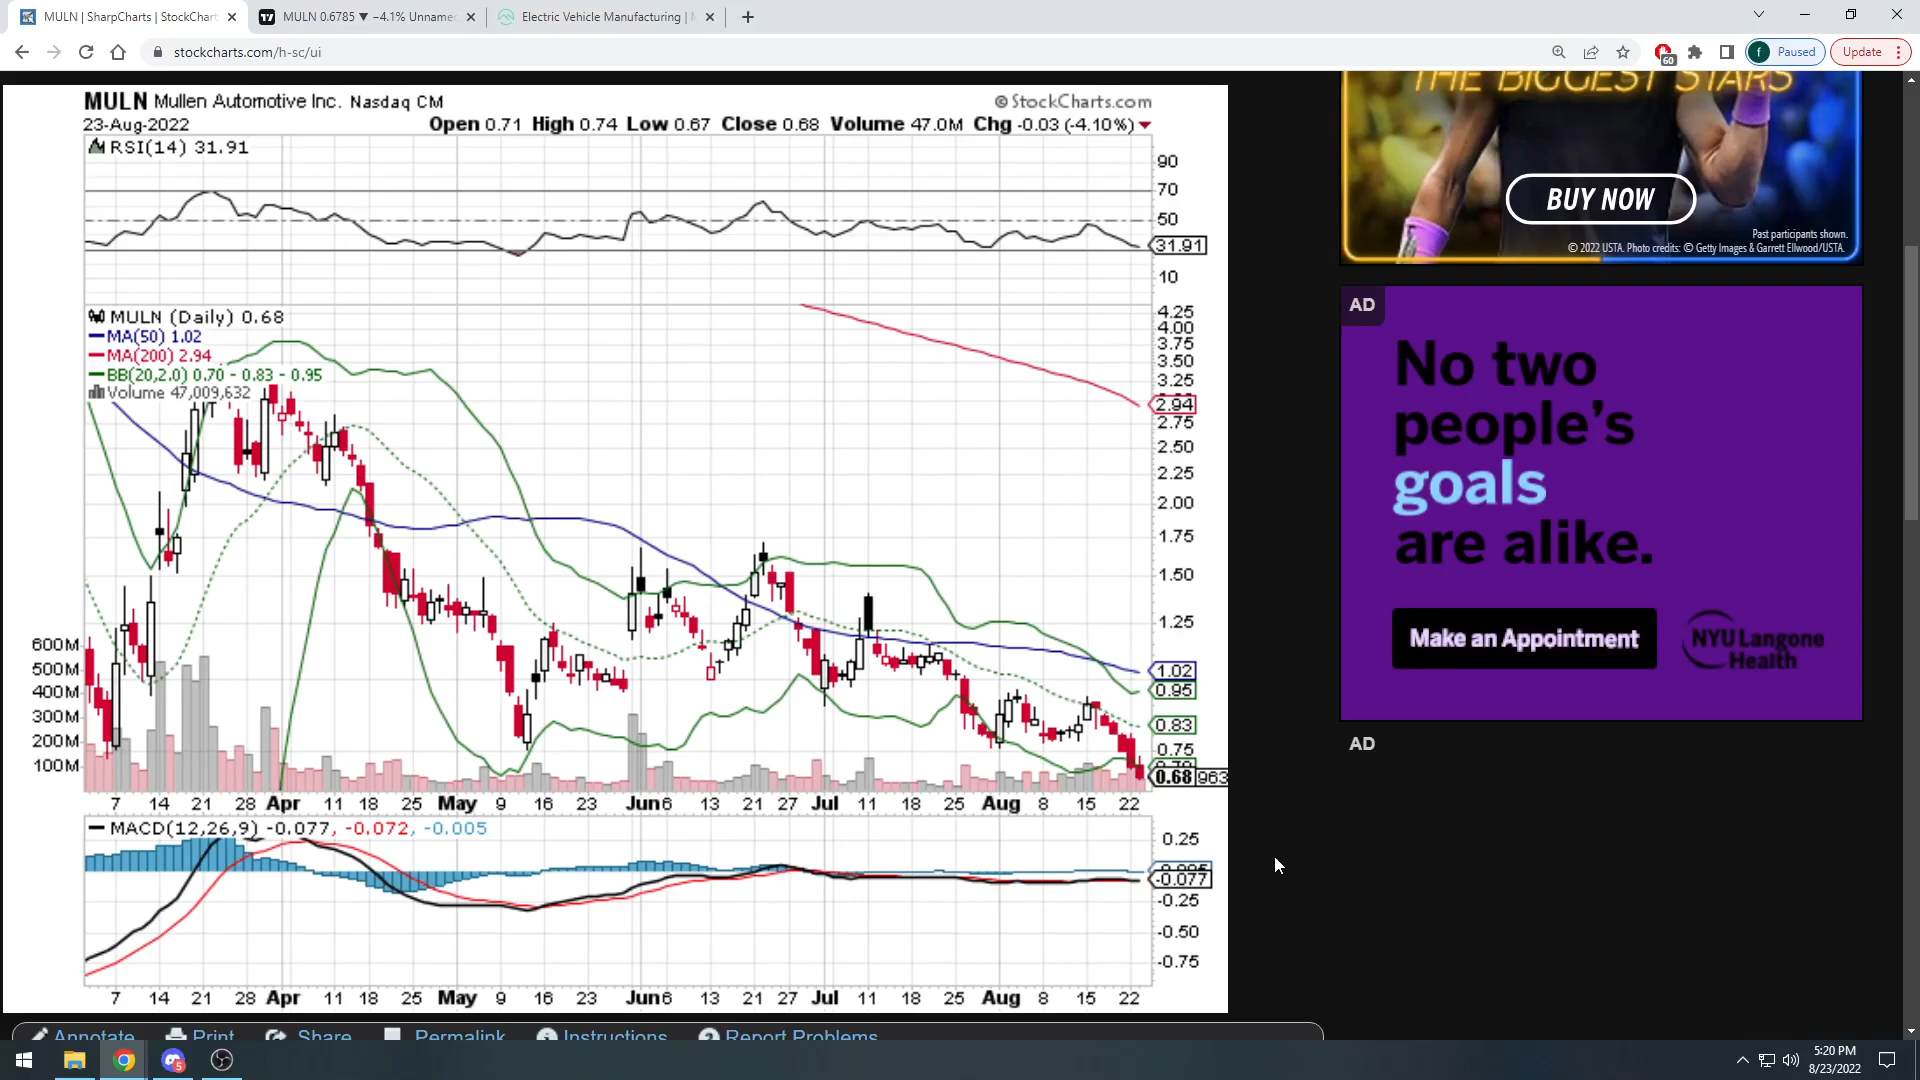 MULN | SharpCharts | StockChart
MULN 0.6785 ▼ −4.1% Unname
Electric Vehicle Manufacturing |
stockcharts.com/h-sc/ui
60
f Paused
Update
MULN Mullen Automotive Inc. Nasdaq CM
© StockCharts.com
23-Aug-2022
Open 0.71 High 0.74 Low 0.67 Close 0.68 Volume 47.0M Chg -0.03 (-4.10%)
RSI(14) 31.91
90
70
50
31.91
10
MULN (Daily) 0.68
MA(50) 1.02
MA(200) 2.94
BB(20,2.0) 0.70 - 0.83 - 0.95
Volume 47,009,632
4.25
4.00
3.75
3.50
3.25
2.94
2.75
2.50
2.25
2.00
1.75
1.50
1.25
1.02
0.95
0.83
0.75
0.68
963
600M
500M
400M
300M
200M
100M
7 14 21 28 Apr 11 18 25 May 9 16 23 Jun 6 13 21 27 Jul 11 18 25 Aug 8 15 22
MACD(12,26,9) -0.077, -0.072, -0.005
0.25
-0.077
-0.25
-0.50
-0.75
7 14 21 28 Apr 11 18 25 May 9 16 23 Jun 6 13 21 27 Jul 11 18 25 Aug 8 15 22
Annotate Print Share Permalink Instructions Report Problems
THE BIGGEST STARS
BUY NOW
Past participants shown.
© 2022 USTA. Photo credits: © Getty Images & Garrett Ellwood/USTA.
AD
No two
people's
goals
are alike.
Make an Appointment
NYU Langone
Health
AD
5
5:20 PM
8/23/2022